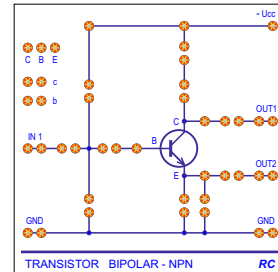 - Ucc
C B E
c
b
C
OUT1
IN 1
B
OUT2
E
GND
GND
TRANSISTOR BIPOLAR - NPN
RC